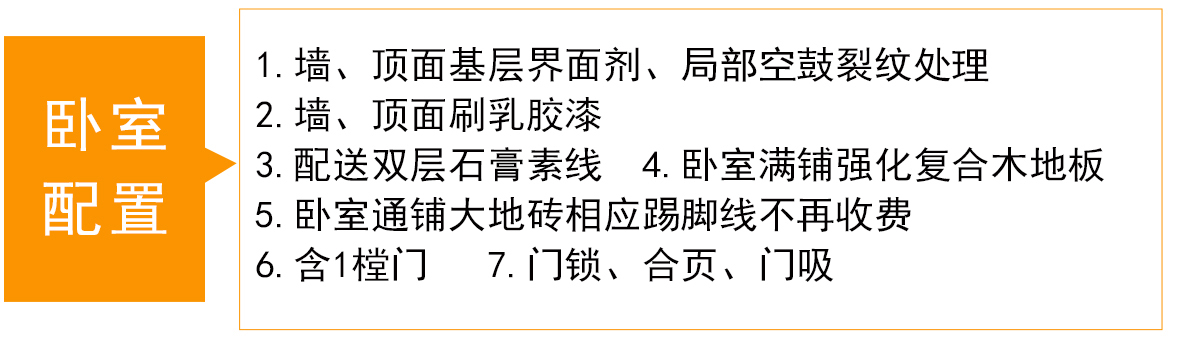 卧室
配置
1.墙、顶面基层界面剂、局部空鼓裂纹处理
2.墙、顶面刷乳胶漆
3.配送双层石膏素线 4.卧室满铺强化复合木地板
5.卧室通铺大地砖相应踢脚线不再收费
6.含1樘门 7.门锁、合页、门吸